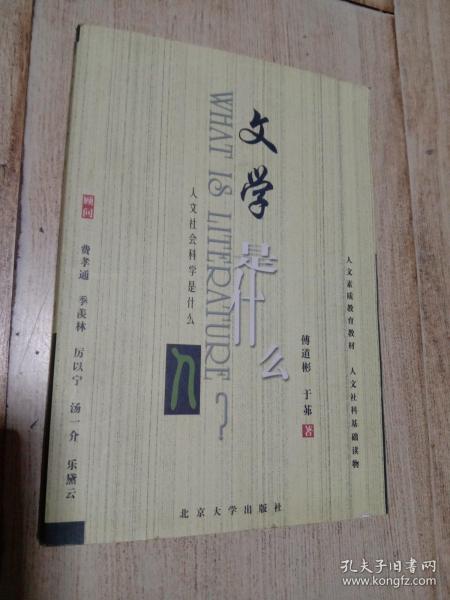 文学
是什么
WHAT IS LITERATURE?
人文社会科学是什么
顾问
费孝通 季羡林 厉以宁 汤一介 乐黛云
人文素质教育教材 人文社科基础读物
傅道彬 于茀 著
北京大学出版社
孔夫子旧书网
www.kongfz.com